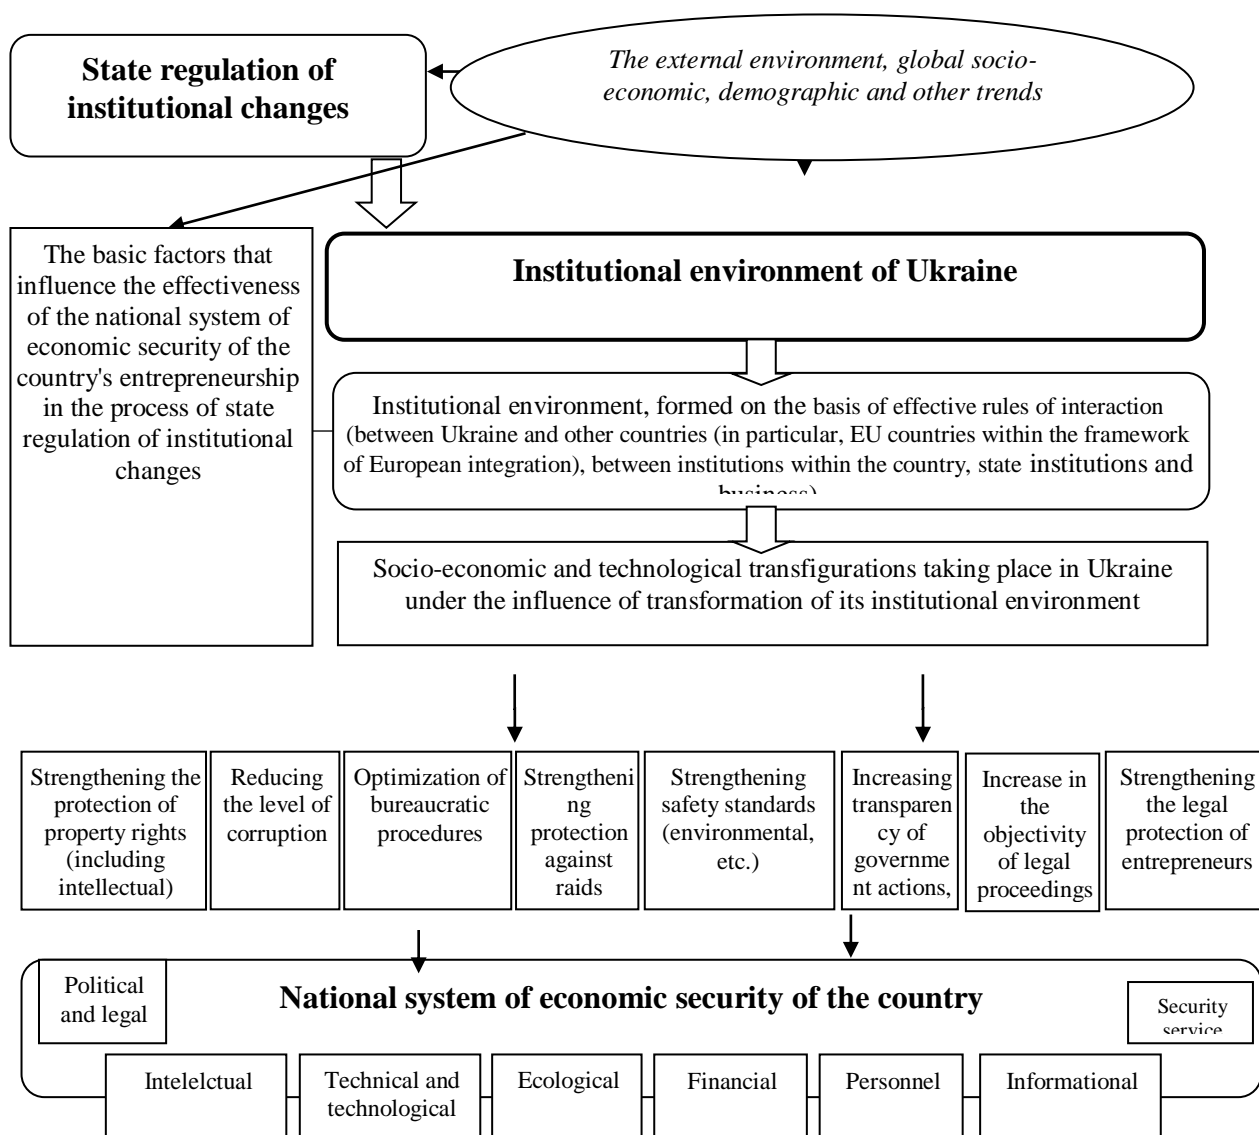 State regulation of
institutional changes
The external environment, global socio-
economic, demographic and other trends
The basic factors that
influence the effectiveness
of the national system of
economic security of the
country's entrepreneurship
in the process of state
regulation of institutional
changes
Institutional environment of Ukraine
Institutional environment, formed on the basis of effective rules of interaction
(between Ukraine and other countries (in particular, EU countries within the framework
of European integration), between institutions within the country, state institutions and
business)
Socio-economic and technological transfigurations taking place in Ukraine
under the influence of transformation of its institutional environment
Strengthening the
protection of
property rights
(including
intellectual)
Reducing
the level of
corruption
Optimization of
bureaucratic
procedures
Strengtheni
ng
protection
against
raids
Strengthening
safety standards
(environmental,
etc.)
Increasing
transparen
cy of
governme
nt actions,
Increase in
the
objectivity
of legal
proceedings
Strengthening
the legal
protection of
entrepreneurs
Political
and legal
National system of economic security of the country
Security
service
Intelelctual
Technical and
technological
Ecological
Financial
Personnel
Informational